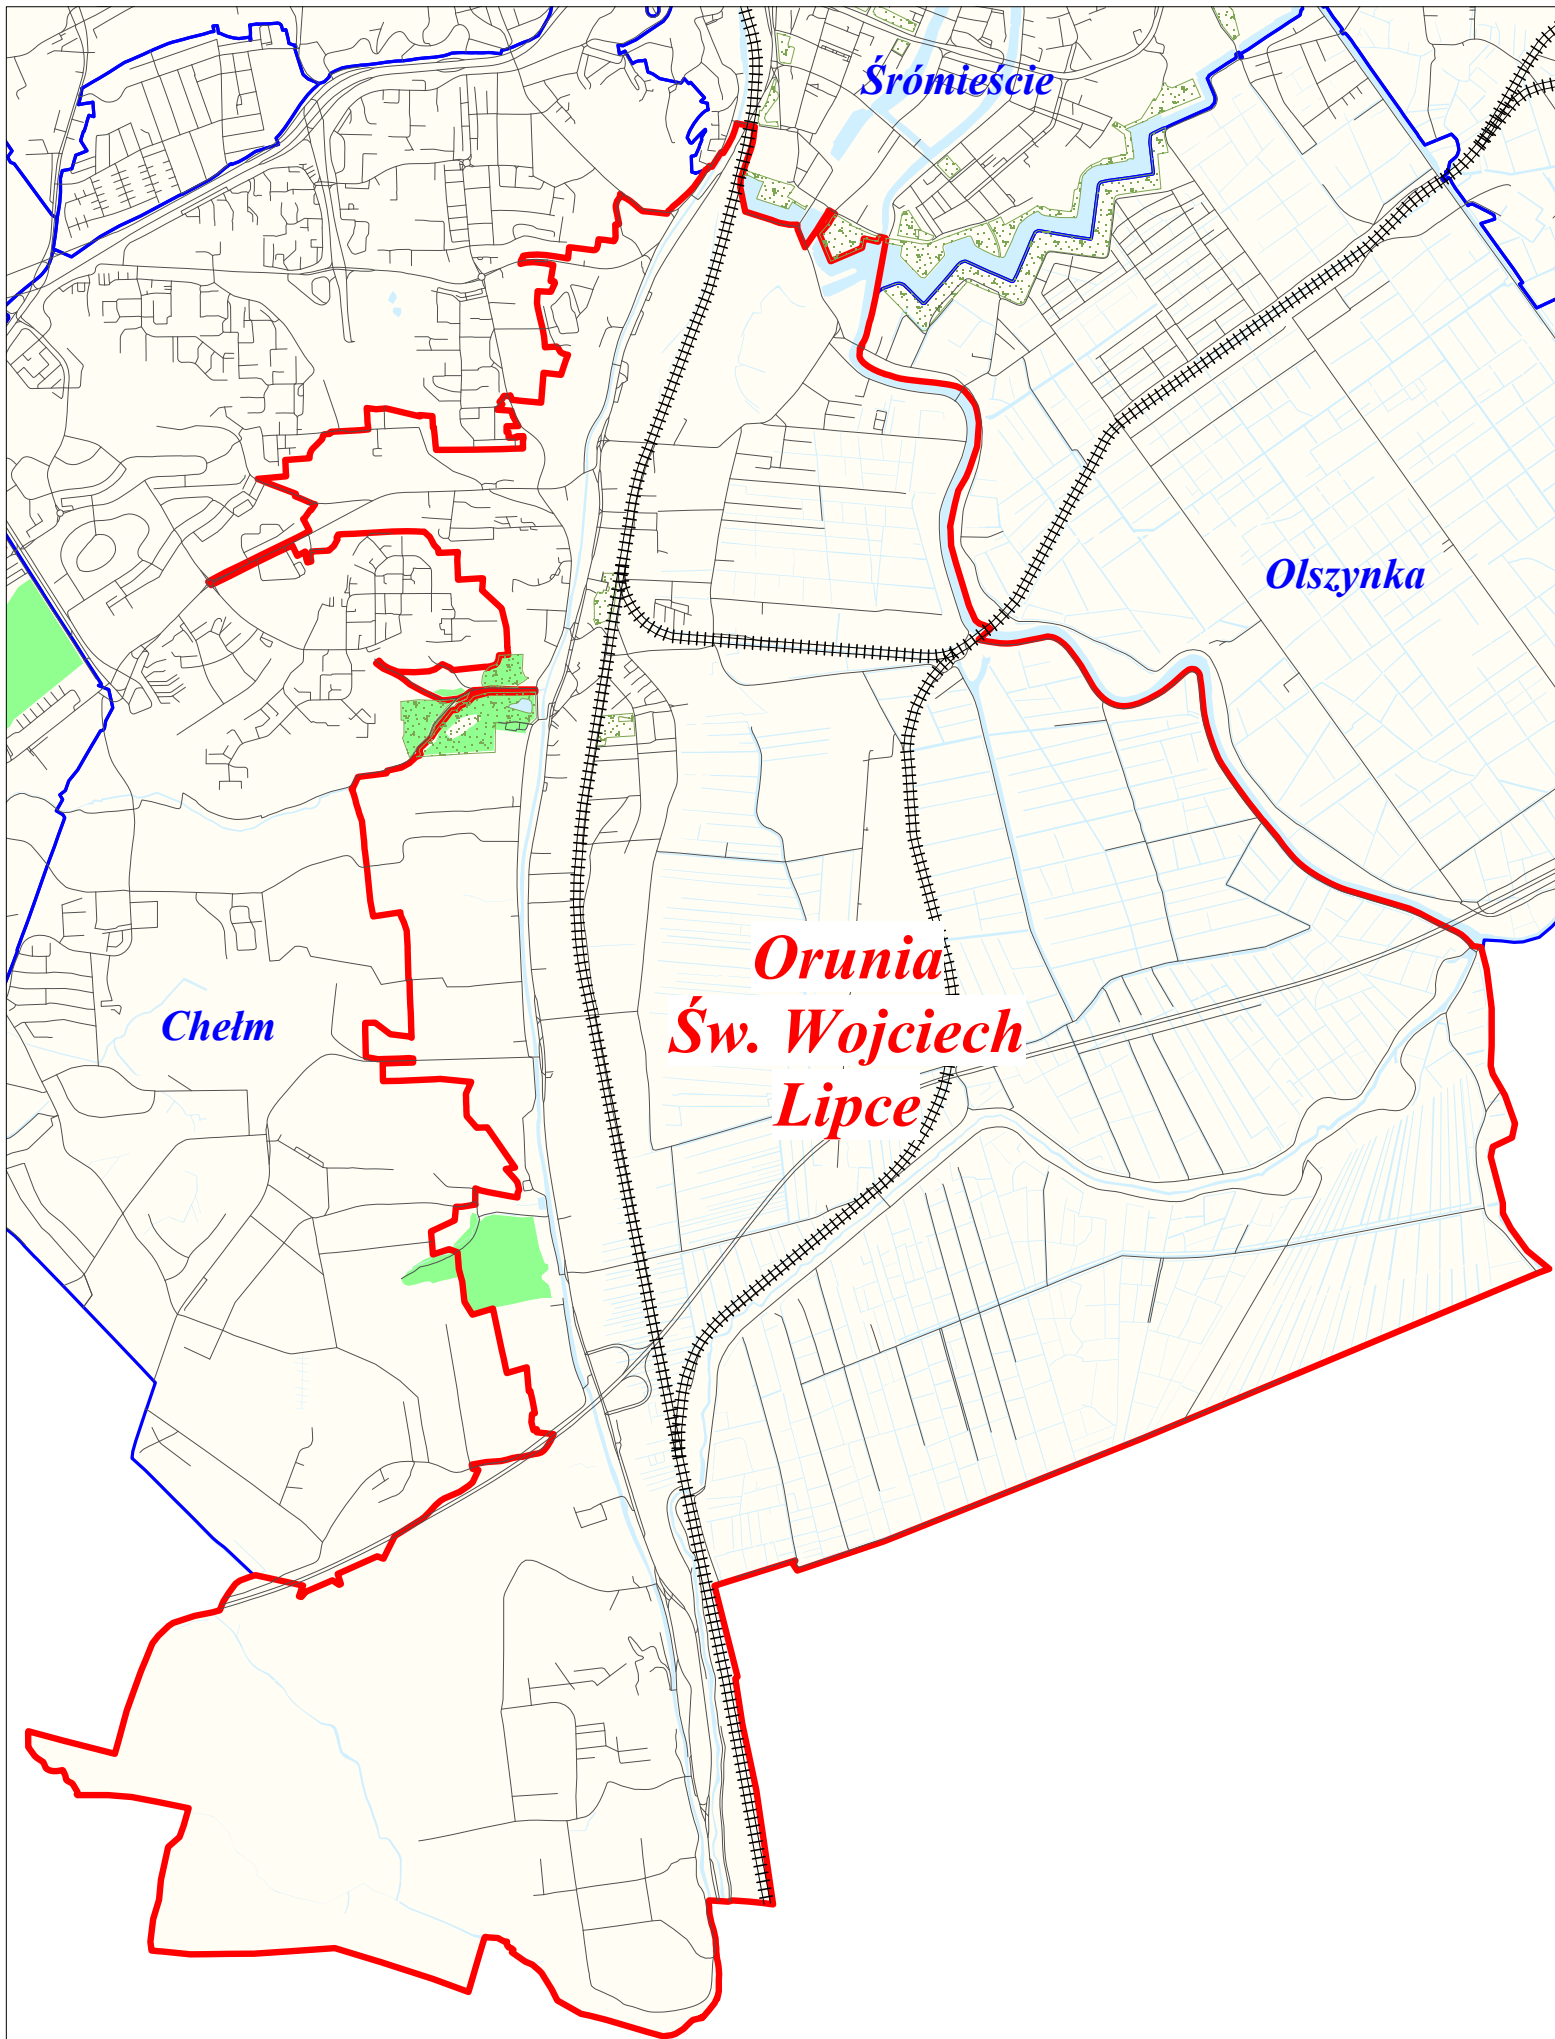 Śrómieście
Olszynka
Orunia
Św. Wojciech
Lipce
Chełm